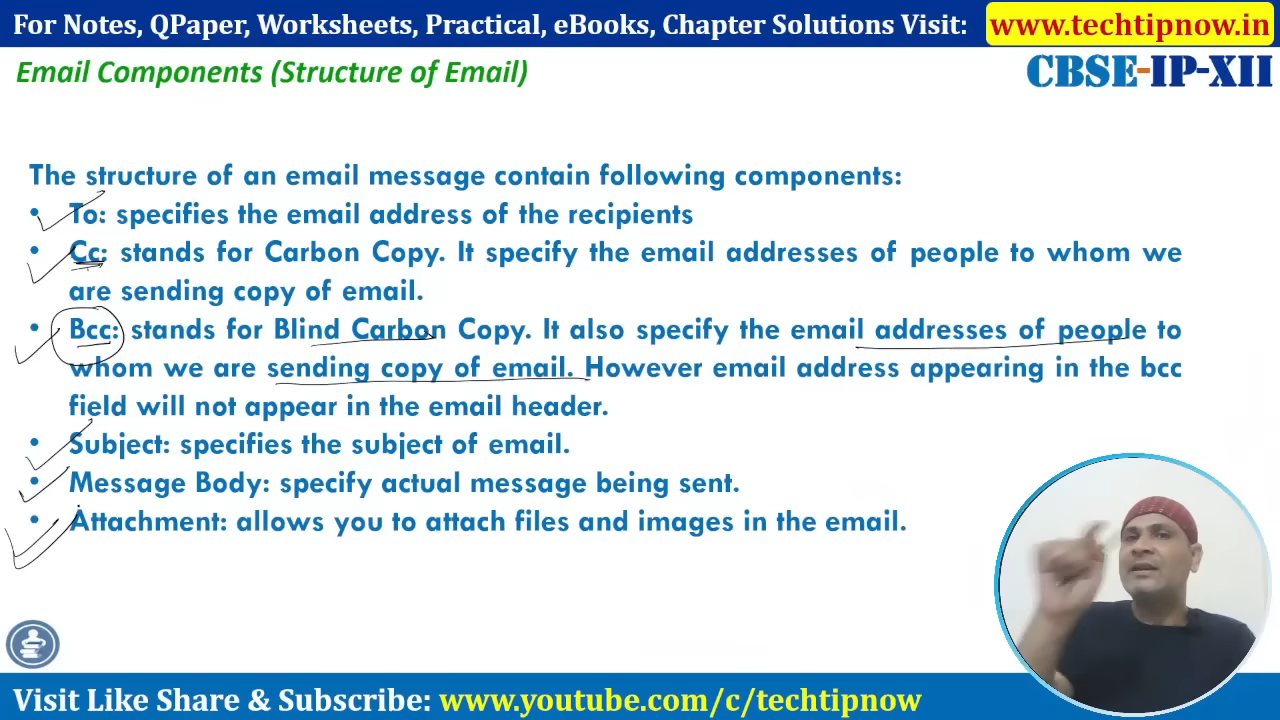 For Notes, QPaper, Worksheets, Practical, eBooks, Chapter Solutions Visit: www.techtipnow.in
Email Components (Structure of Email)
CBSE-IP-XII
The structure of an email message contain following components:
• To: specifies the email address of the recipients
• Cc: stands for Carbon Copy. It specify the email addresses of people to whom we
are sending copy of email.
• Bcc: stands for Blind Carbon Copy. It also specify the email addresses of people to
whom we are sending copy of email. However email address appearing in the bcc
field will not appear in the email header.
• Subject: specifies the subject of email.
• Message Body: specify actual message being sent.
• Attachment: allows you to attach files and images in the email.
Visit Like Share & Subscribe: www.youtube.com/c/techtipnow